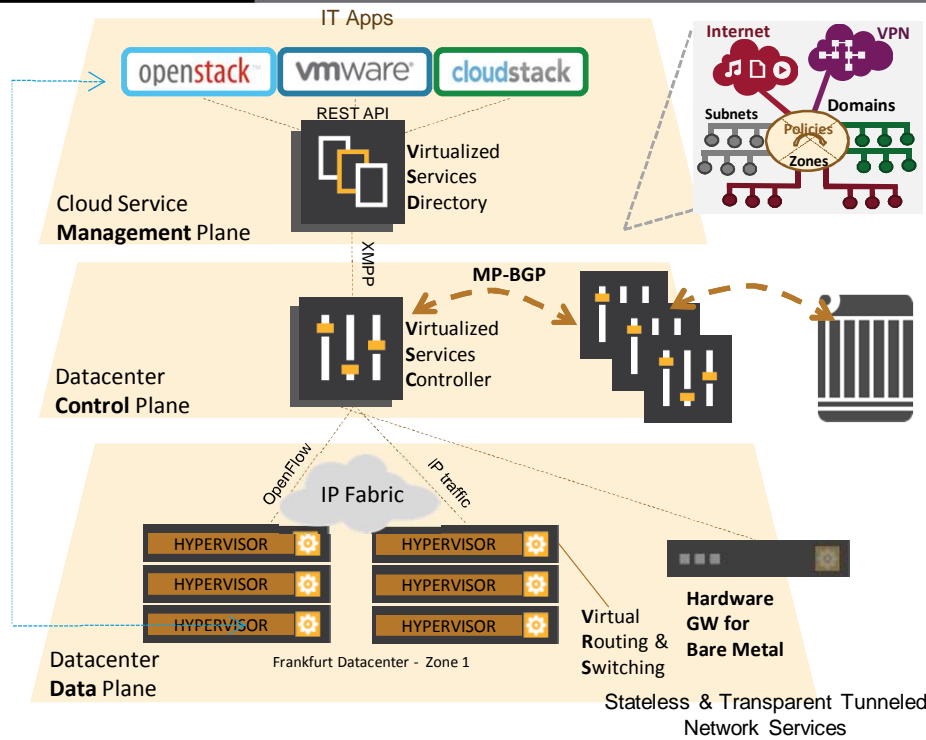 IT Apps
openstack™
vmware®
cloudstack
REST API
Virtualized
Services
Directory
Cloud Service
Management Plane
Internet
VPN
Subnets
Domains
Policies
Zones
XMPP
MP-BGP
Virtualized
Services
Controller
Datacenter
Control Plane
OpenFlow
IP traffic
IP Fabric
HYPERVISOR
HYPERVISOR
HYPERVISOR
HYPERVISOR
HYPERVISOR
HYPERVISOR
Virtual
Routing &
Switching
Hardware
GW for
Bare Metal
Datacenter
Data Plane
Frankfurt Datacenter - Zone 1
Stateless & Transparent Tunneled
Network Services